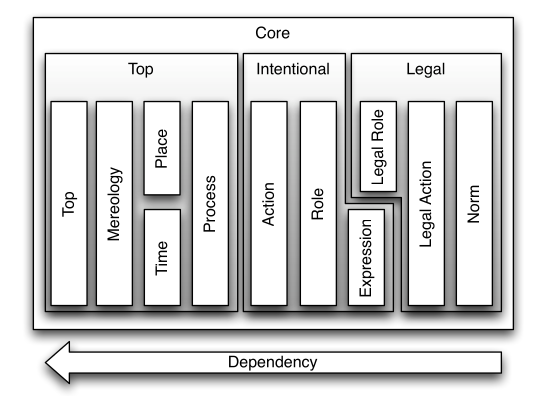 Core
Top
Intentional
Legal
Top
Mereology
Place
Time
Process
Action
Role
Legal Role
Expression
Legal Action
Norm
Dependency